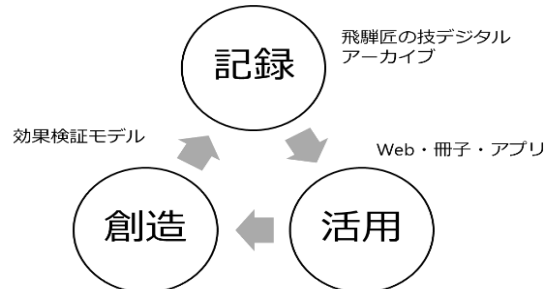 記録
飛騨匠の技デジタル
アーカイブ
効果検証モデル
Web・冊子・アプリ
創造
活用